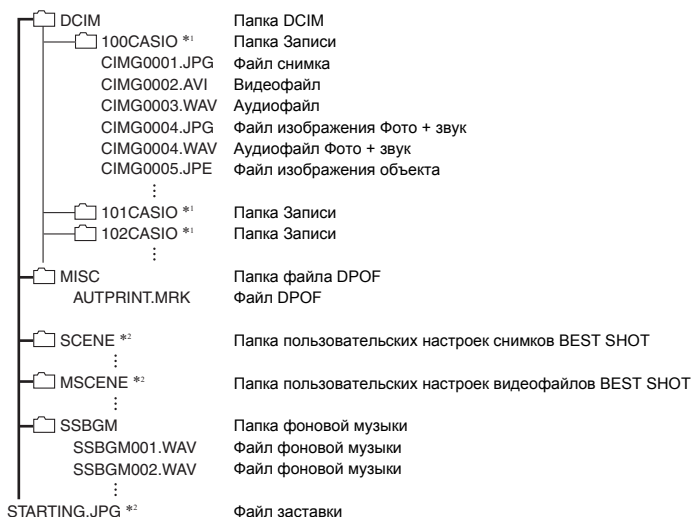 DCIM Папка DCIM
100CASIO *1 Папка Записи
CIMG0001.JPG Файл снимка
CIMG0002.AVI Видеофайл
CIMG0003.WAV Аудиофайл
CIMG0004.JPG Файл изображения Фото + звук
CIMG0004.WAV Аудиофайл Фото + звук
CIMG0005.JPE Файл изображения объекта
101CASIO *1 Папка Записи
102CASIO *1 Папка Записи
MISC Папка файла DPOF
AUTPRINT.MRK Файл DPOF
SCENE *2 Папка пользовательских настроек снимков BEST SHOT
MSCENE *2 Папка пользовательских настроек видеофайлов BEST SHOT
SSBGM Папка фоновой музыки
SSBGM001.WAV Файл фоновой музыки
SSBGM002.WAV Файл фоновой музыки
STARTING.JPG *2 Файл заставки